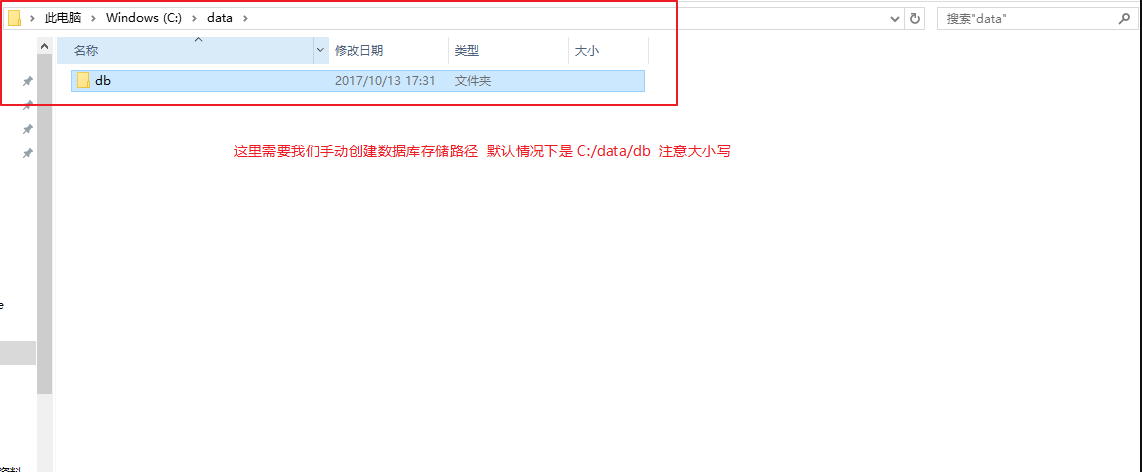 此电脑 > Windows (C:) > data >
搜索"data"
名称 修改日期 类型 大小
db 2017/10/13 17:31 文件夹
这里需要我们手动创建数据库存储路径 默认情况下是 C:/data/db 注意大小写
e
资料